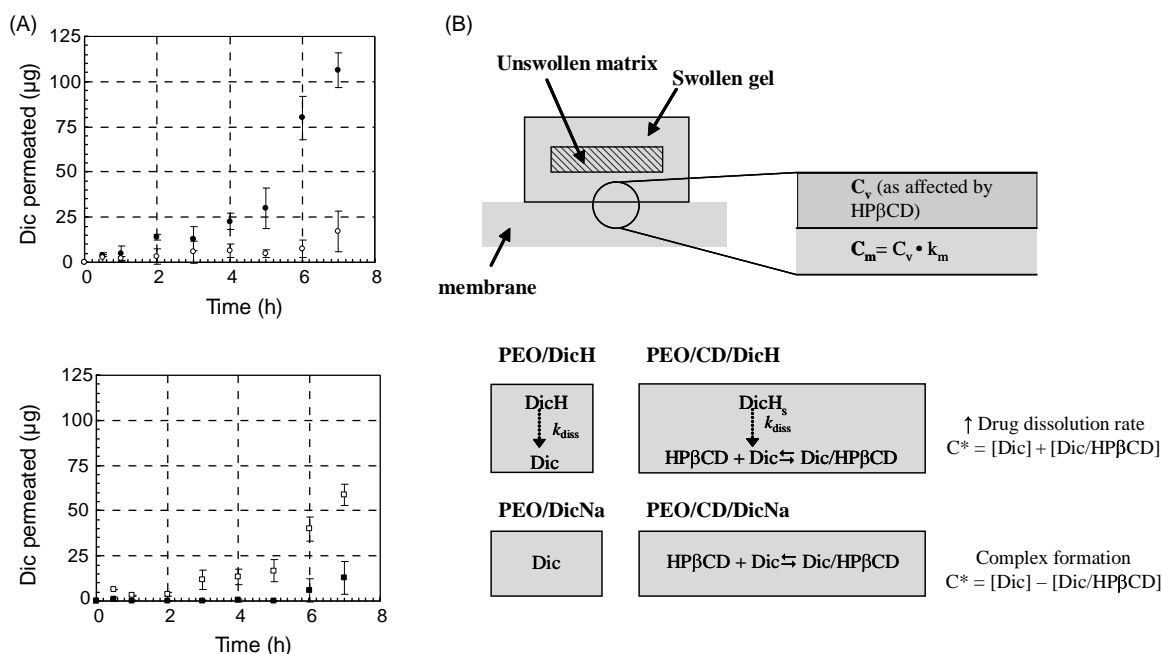 (A)
Dic permeated (μg)
125
100
75
50
25
0
0 2 4 6 8
Time (h)
Dic permeated (μg)
125
100
75
50
25
0
0 2 4 6 8
Time (h)
(B)
Unswollen matrix
Swollen gel
membrane
Cv (as affected by
HPβCD)
Cm= Cv • km
PEO/DicH
DicH
kdiss
Dic
PEO/CD/DicH
DicHs
kdiss
HPβCD + Dic⇆ Dic/HPβCD
↑ Drug dissolution rate
C* = [Dic] + [Dic/HPβCD]
PEO/DicNa
Dic
PEO/CD/DicNa
HPβCD + Dic⇆ Dic/HPβCD
Complex formation
C* = [Dic] – [Dic/HPβCD]